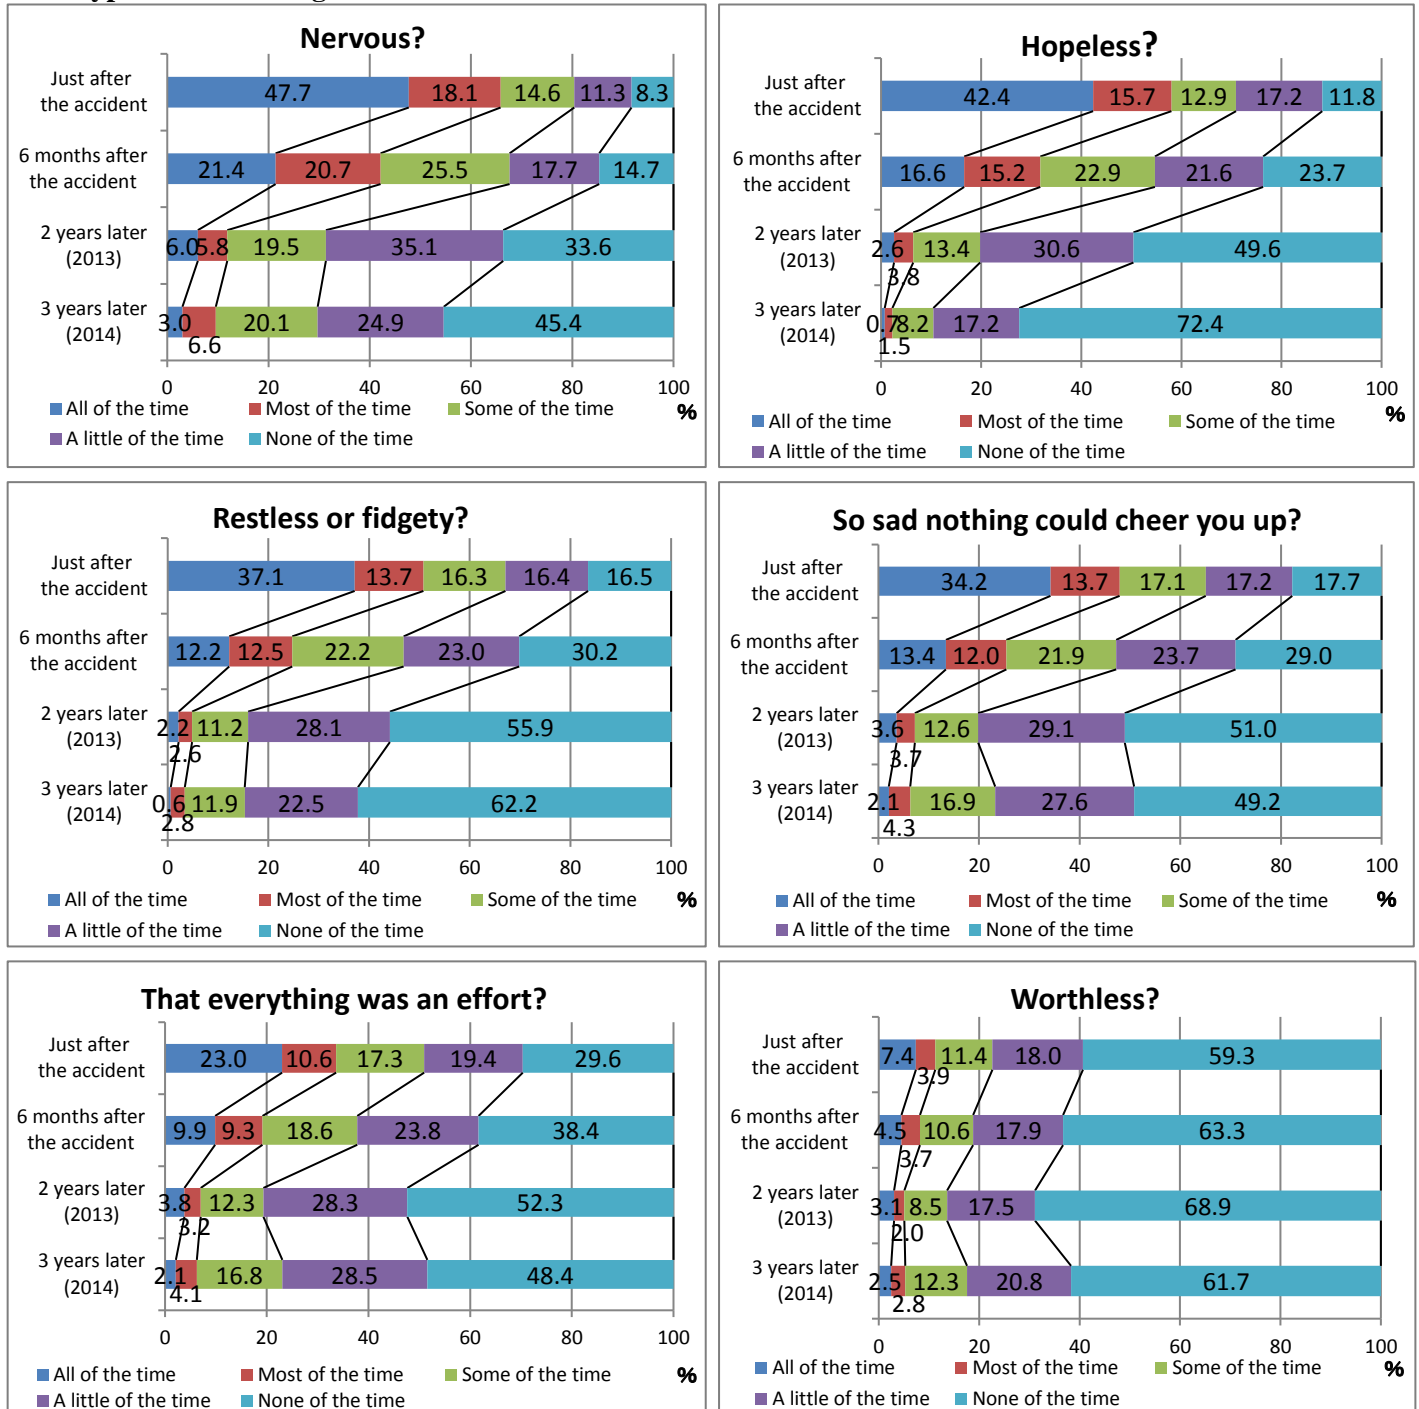 Nervous?
Just after
the accident
47.7 18.1 14.6 11.3 8.3
6 months after
the accident
21.4 20.7 25.5 17.7 14.7
2 years later
(2013)
6.0 5.8 19.5 35.1 33.6
3 years later
(2014)
3.0 6.6 20.1 24.9 45.4
0 20 40 60 80 100
%
All of the time Most of the time Some of the time
A little of the time None of the time
Hopeless?
Just after
the accident
42.4 15.7 12.9 17.2 11.8
6 months after
the accident
16.6 15.2 22.9 21.6 23.7
2 years later
(2013)
2.6 3.8 13.4 30.6 49.6
3 years later
(2014)
0.7 1.5 8.2 17.2 72.4
0 20 40 60 80 100
%
All of the time Most of the time Some of the time
A little of the time None of the time
Restless or fidgety?
Just after
the accident
37.1 13.7 16.3 16.4 16.5
6 months after
the accident
12.2 12.5 22.2 23.0 30.2
2 years later
(2013)
2.2 2.6 11.2 28.1 55.9
3 years later
(2014)
0.6 2.8 11.9 22.5 62.2
0 20 40 60 80 100
All of the time Most of the time Some of the time %
A little of the time None of the time
So sad nothing could cheer you up?
Just after
the accident
34.2 13.7 17.1 17.2 17.7
6 months after
the accident
13.4 12.0 21.9 23.7 29.0
2 years later
(2013)
3.6 3.7 12.6 29.1 51.0
3 years later
(2014)
2.1 4.3 16.9 27.6 49.2
0 20 40 60 80 100
All of the time Most of the time Some of the time %
A little of the time None of the time
That everything was an effort?
Just after
the accident
23.0 10.6 17.3 19.4 29.6
6 months after
the accident
9.9 9.3 18.6 23.8 38.4
2 years later
(2013)
3.8 3.2 12.3 28.3 52.3
3 years later
(2014)
2.1 4.1 16.8 28.5 48.4
0 20 40 60 80 100
All of the time Most of the time Some of the time %
A little of the time None of the time
Worthless?
Just after
the accident
7.4 3.9 11.4 18.0 59.3
6 months after
the accident
4.5 3.7 10.6 17.9 63.3
2 years later
(2013)
3.1 2.0 8.5 17.5 68.9
3 years later
(2014)
2.5 2.8 12.3 20.8 61.7
0 20 40 60 80 100
All of the time Most of the time Some of the time %
A little of the time None of the time